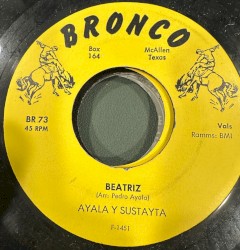 BRONCO
Box
164
McAllen
Texas
BR 73
45 RPM
Vals
Ramms: BMI
BEATRIZ
(Arr. Pedro Ayala)
AYALA Y SUSTAYTA
F-1451